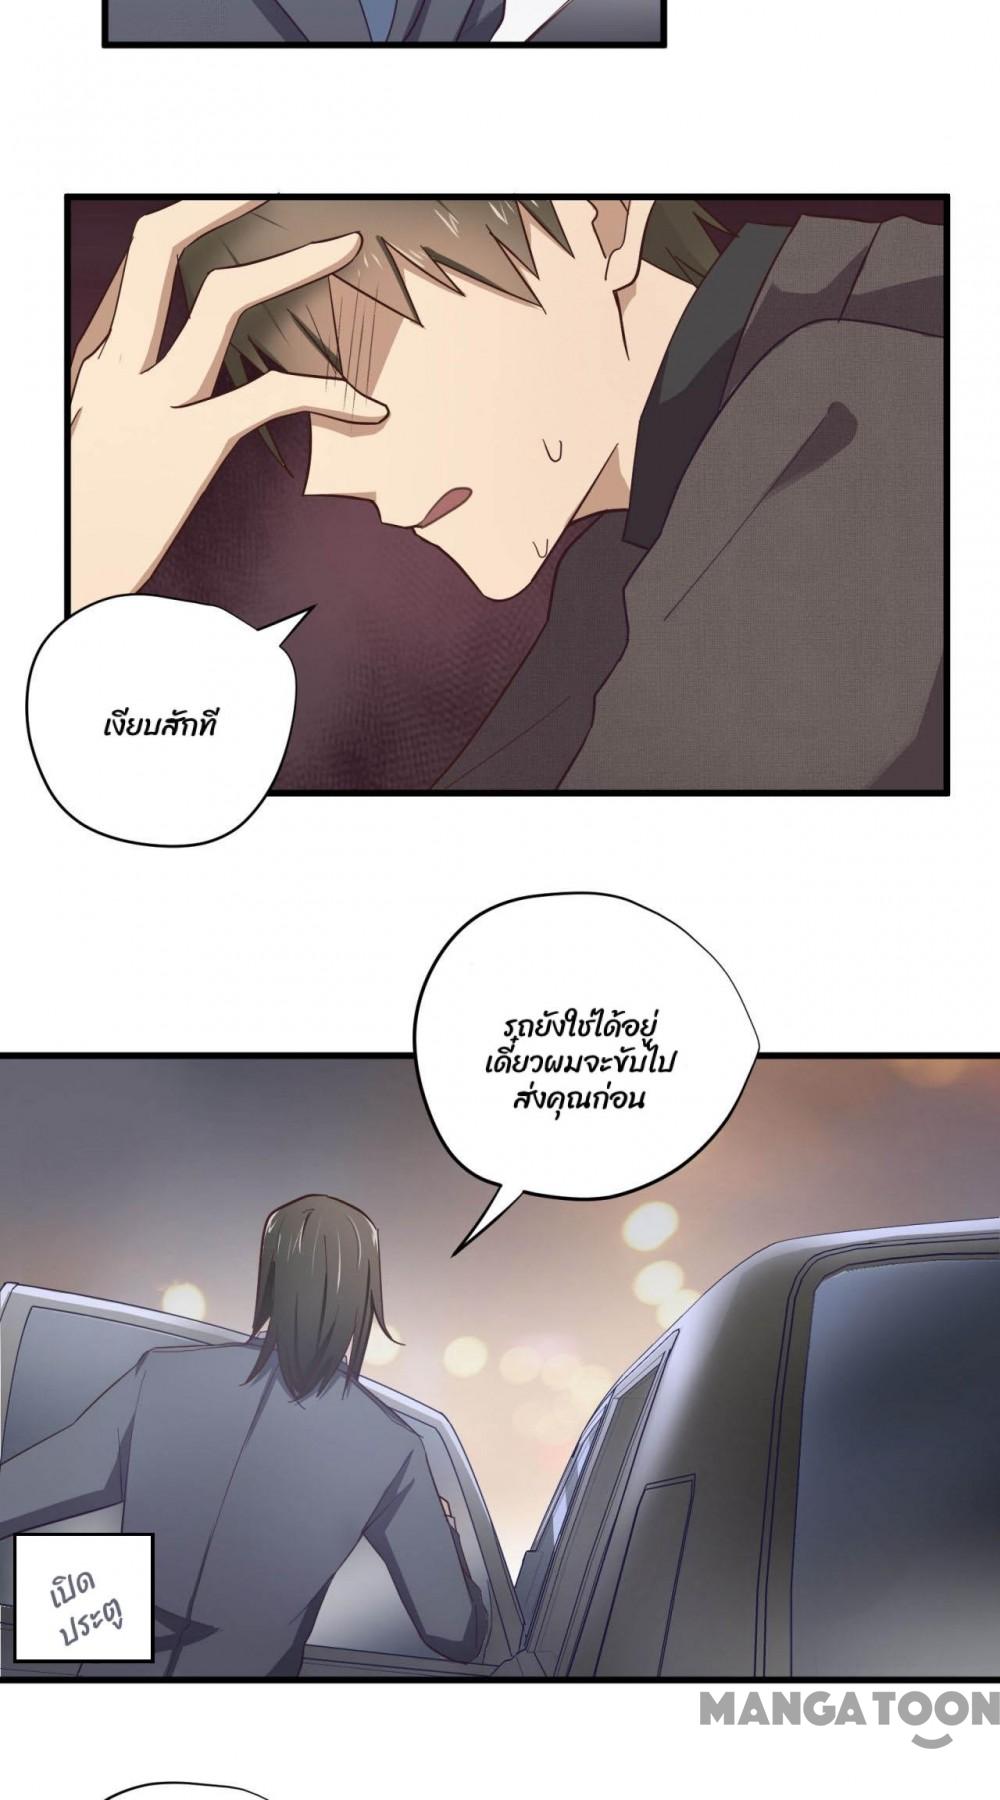 เงียบสักที
รถยังใช้ได้อยู่
เดี๋ยวผมจะขับไป
ส่งคุณก่อน
เปิด
ประตู
MANGATOON